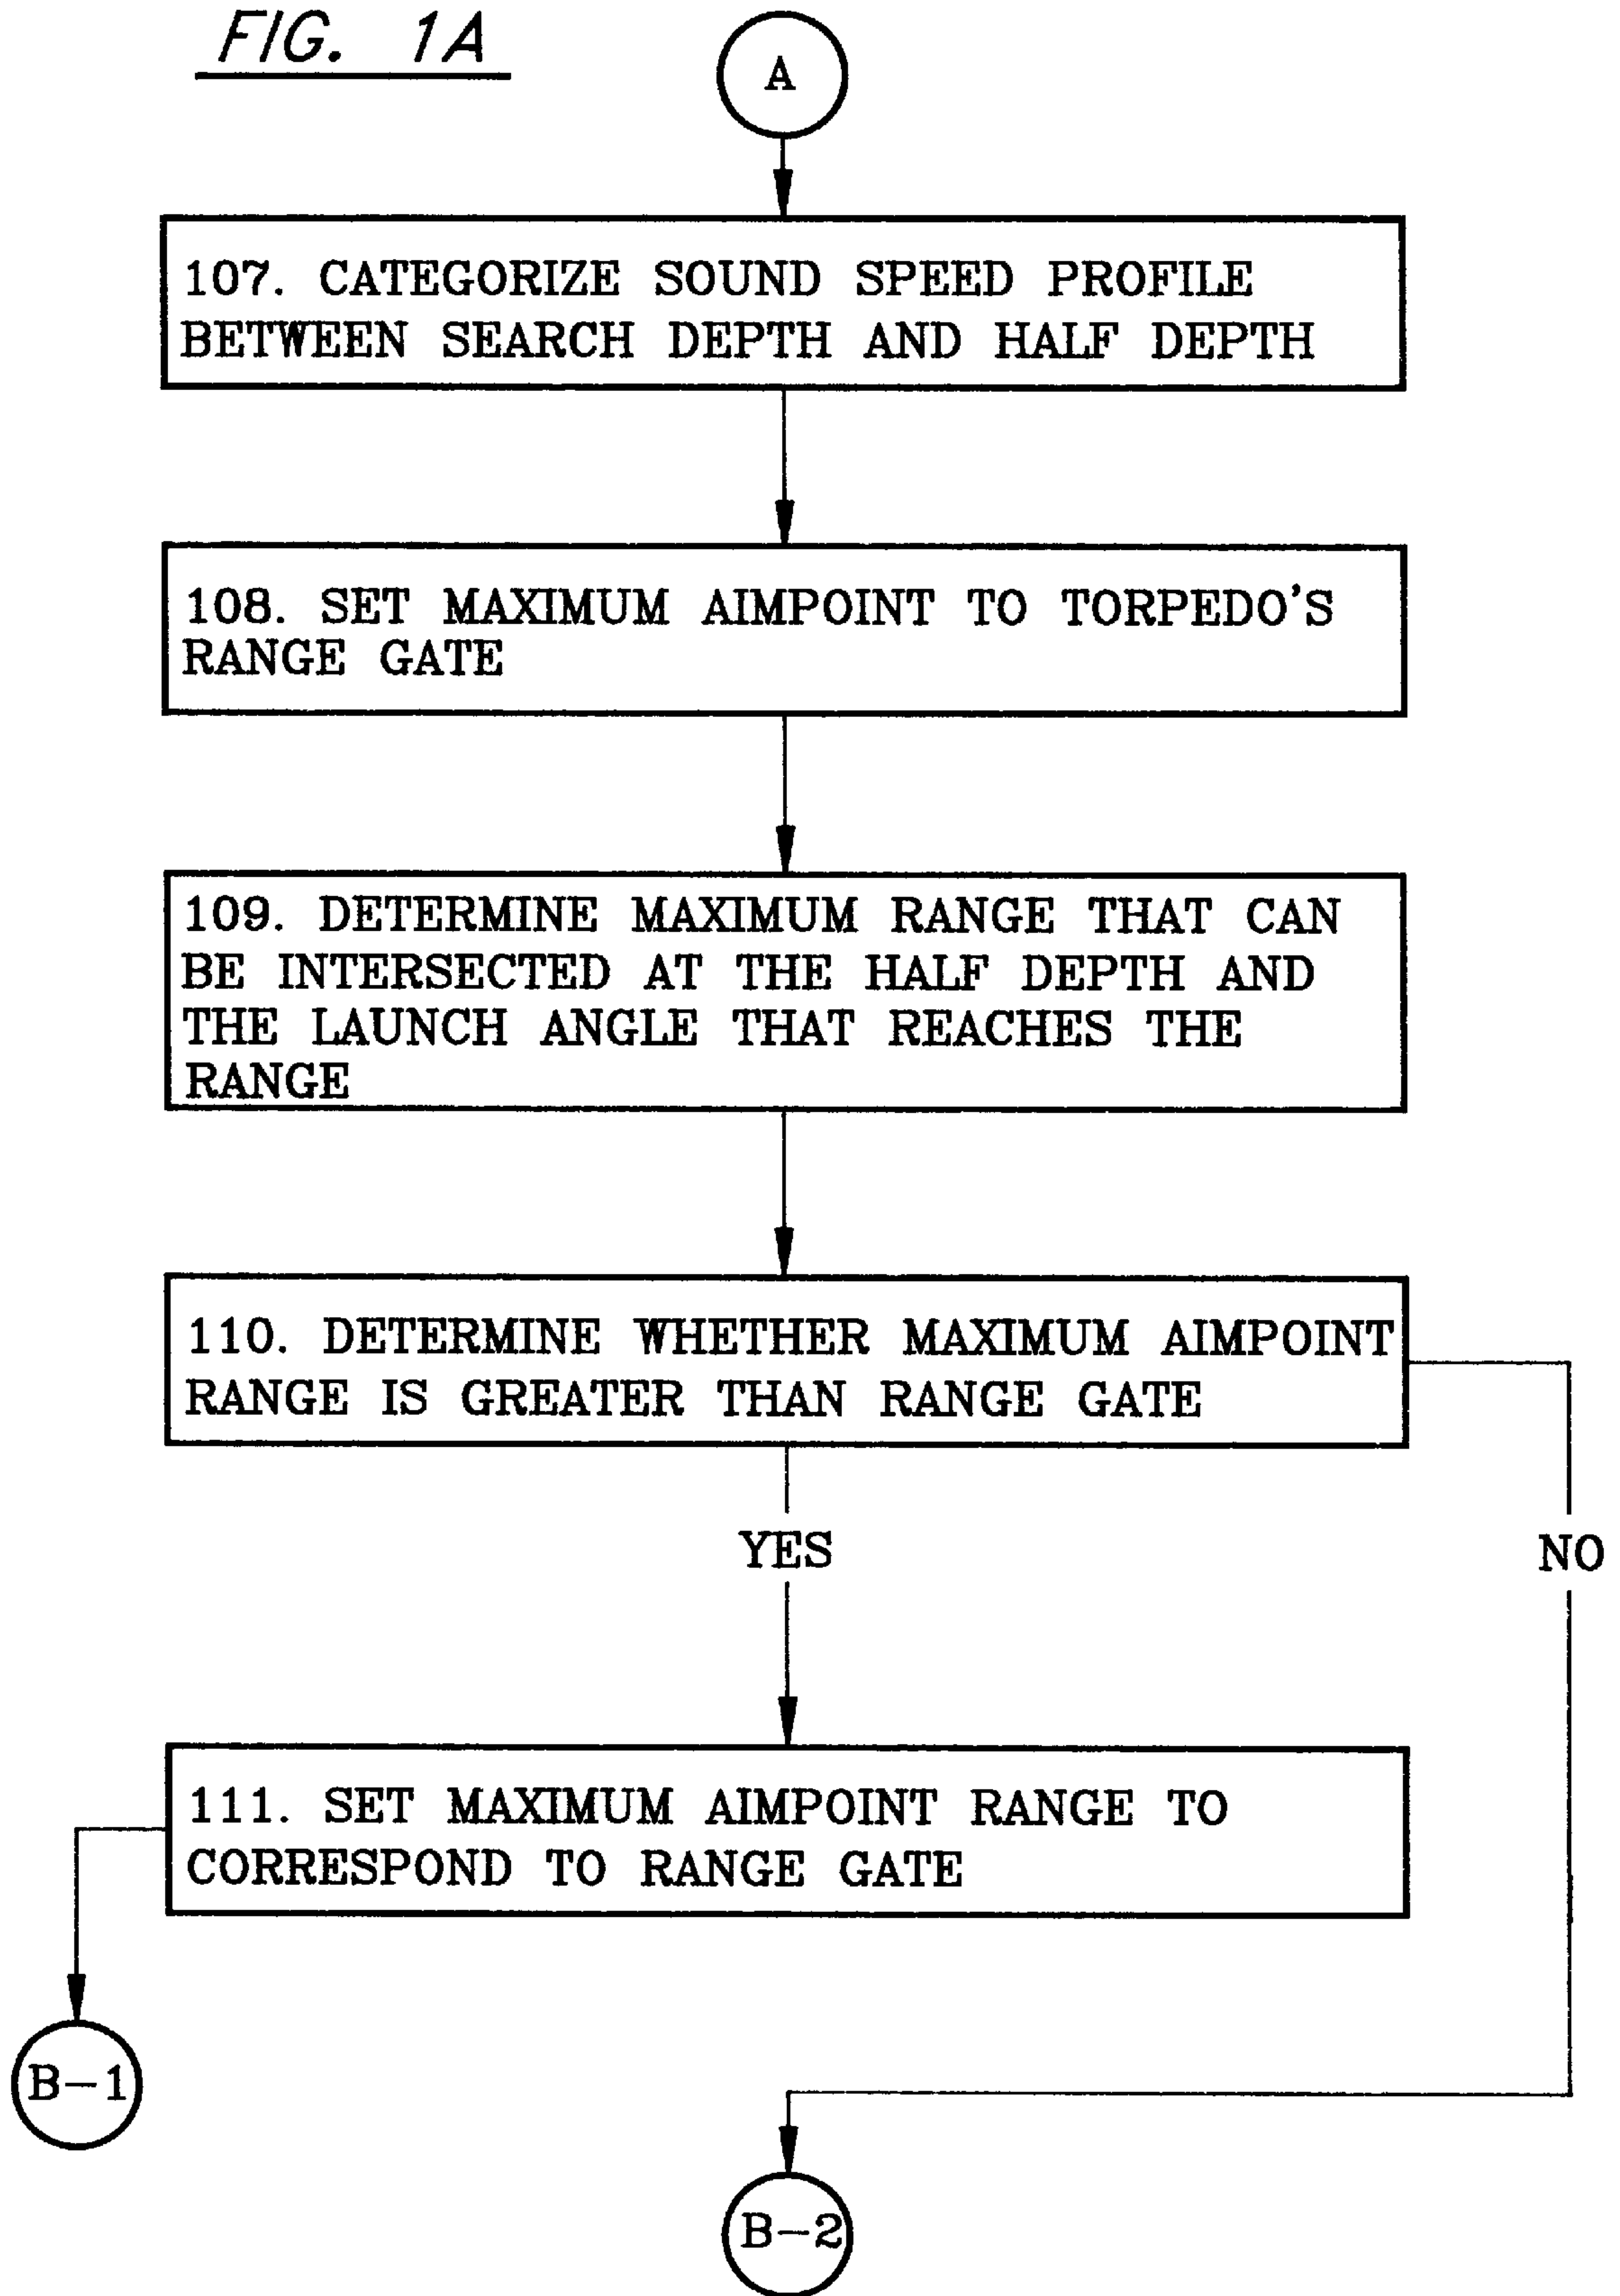 FIG. 1A
A
107. CATEGORIZE SOUND SPEED PROFILE
BETWEEN SEARCH DEPTH AND HALF DEPTH
108. SET MAXIMUM AIMPOINT TO TORPEDO'S
RANGE GATE
109. DETERMINE MAXIMUM RANGE THAT CAN
BE INTERSECTED AT THE HALF DEPTH AND
THE LAUNCH ANGLE THAT REACHES THE
RANGE
110. DETERMINE WHETHER MAXIMUM AIMPOINT
RANGE IS GREATER THAN RANGE GATE
YES
NO
111. SET MAXIMUM AIMPOINT RANGE TO
CORRESPOND TO RANGE GATE
B-1
B-2